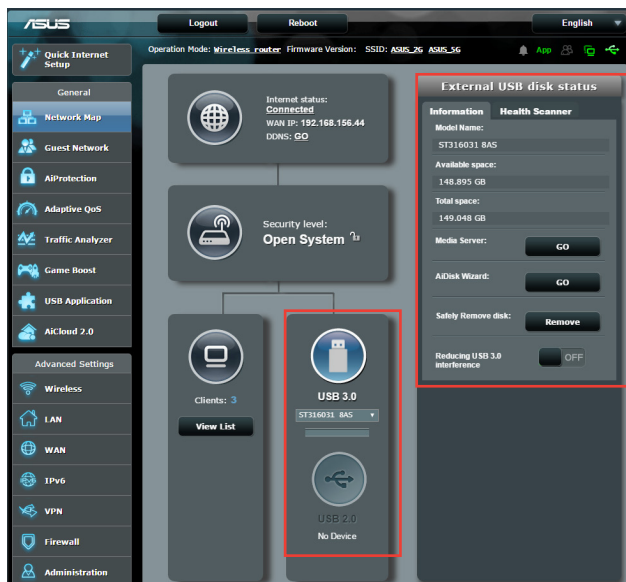 ASUS
Logout
Reboot
English
Quick Internet
Setup
Operation Mode: Wireless router Firmware Version: SSID: ASUS_2G ASUS_5G
App
General
Network Map
Guest Network
AiProtection
Adaptive QoS
Traffic Analyzer
Game Boost
USB Application
AiCloud 2.0
Advanced Settings
Wireless
LAN
WAN
IPv6
VPN
Firewall
Administration
Internet status:
Connected
WAN IP: 192.168.156.44
DDNS: GO
Security level:
Open System
Clients: 3
View List
USB 3.0
ST316031 8AS
USB 2.0
No Device
External USB disk status
Information Health Scanner
Model Name:
ST316031 8AS
Available space:
148.895 GB
Total space:
149.048 GB
Media Server:
GO
AiDisk Wizard:
GO
Safely Remove disk:
Remove
Reducing USB 3.0
interference
OFF